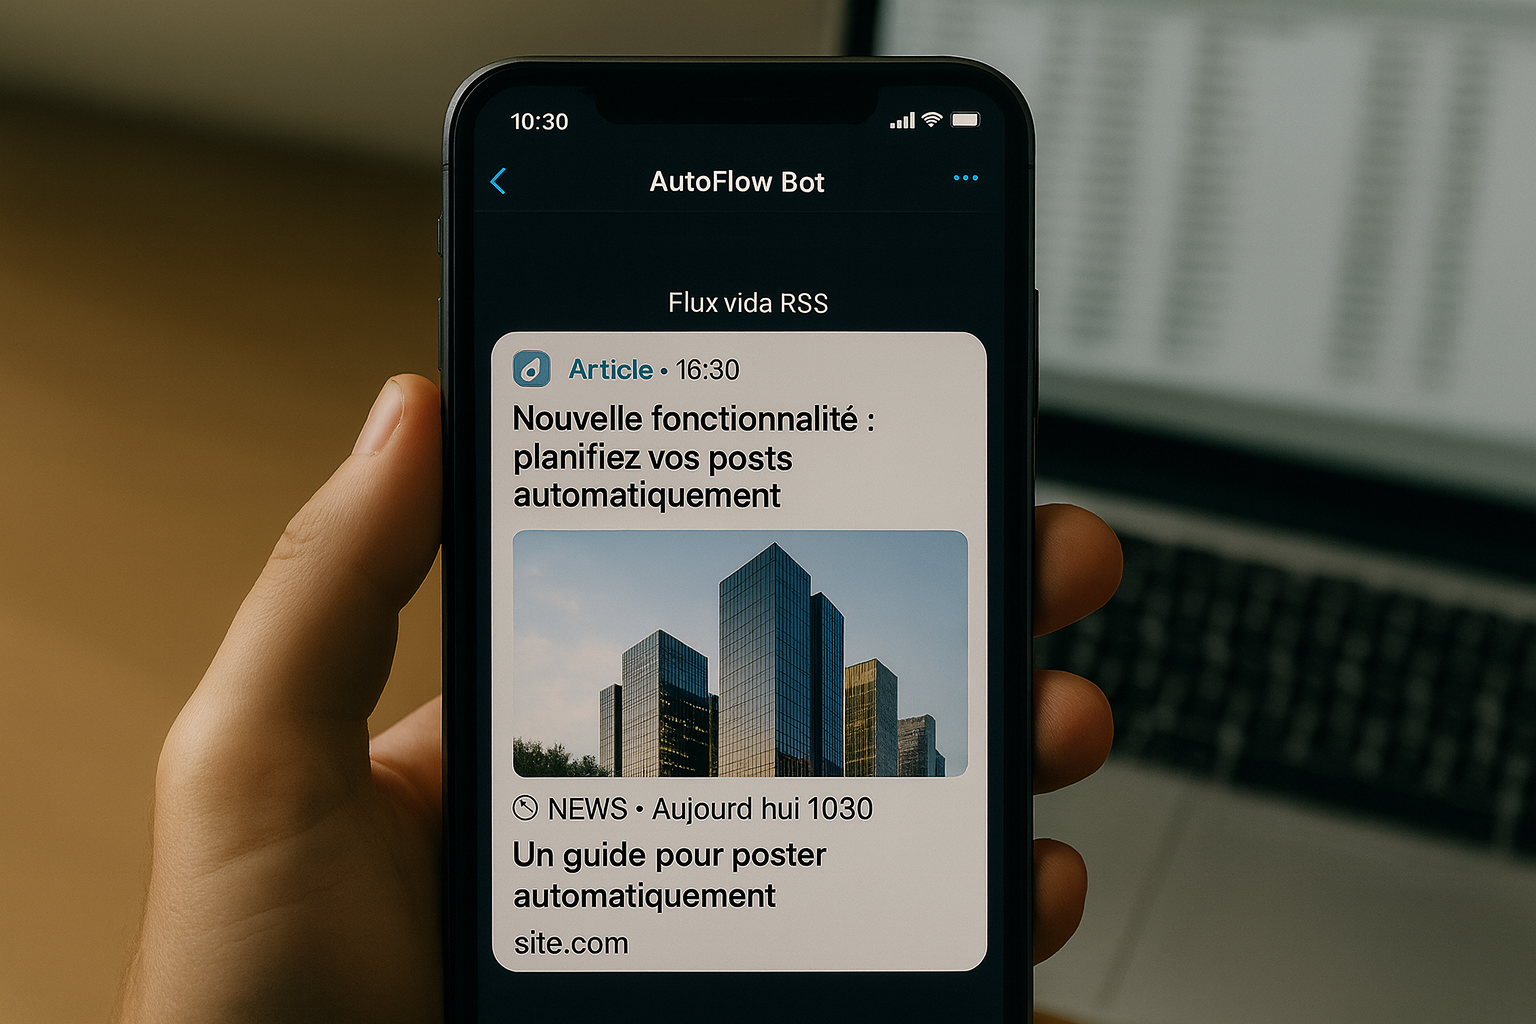 10:30
AutoFlow Bot
Flux vida RSS
Article • 16:30
Nouvelle fonctionnalité :
planifiez vos posts
automatiquement
NEWS • Aujourd hui 1030
Un guide pour poster
automatiquement
site.com